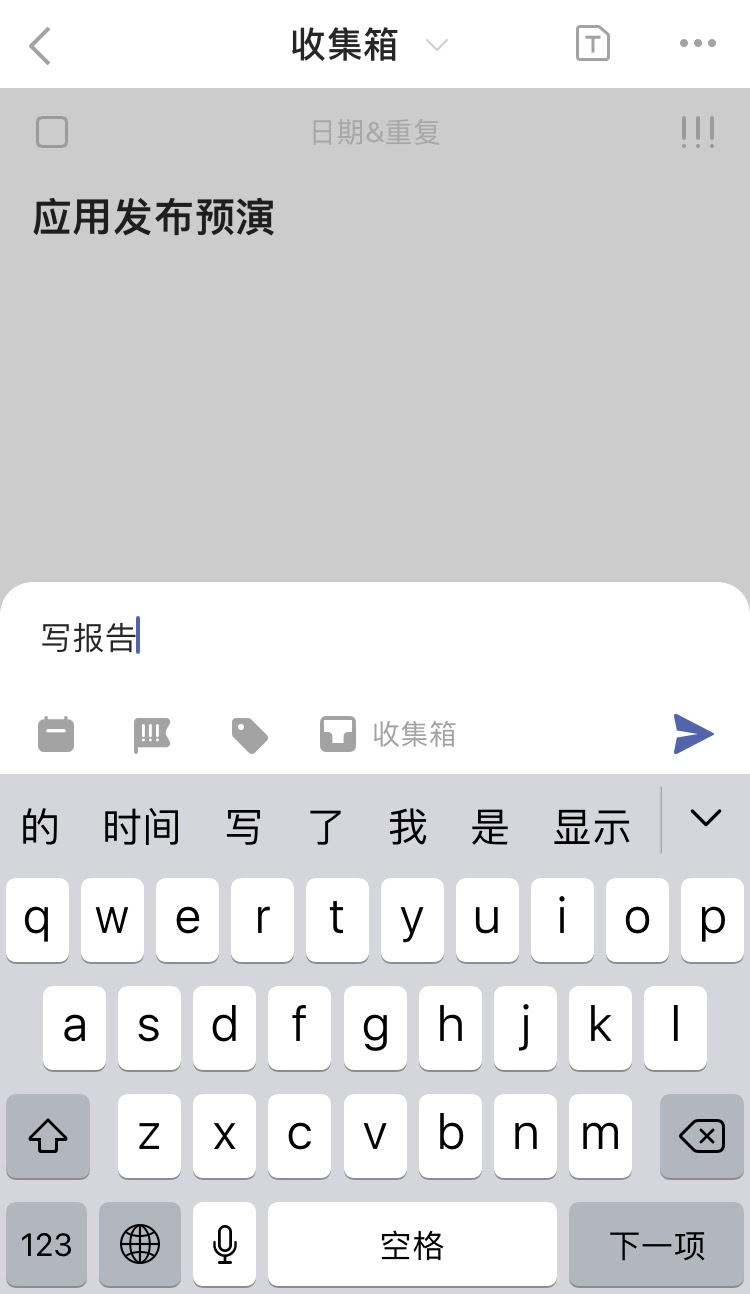 收集箱
T
日期&重复
应用发布预演
写报告
收集箱
的 时间 写 了 我 是 显示
q w e r t y u i o p
a s d f g h j k l
z x c v b n m
123 空格 下一项